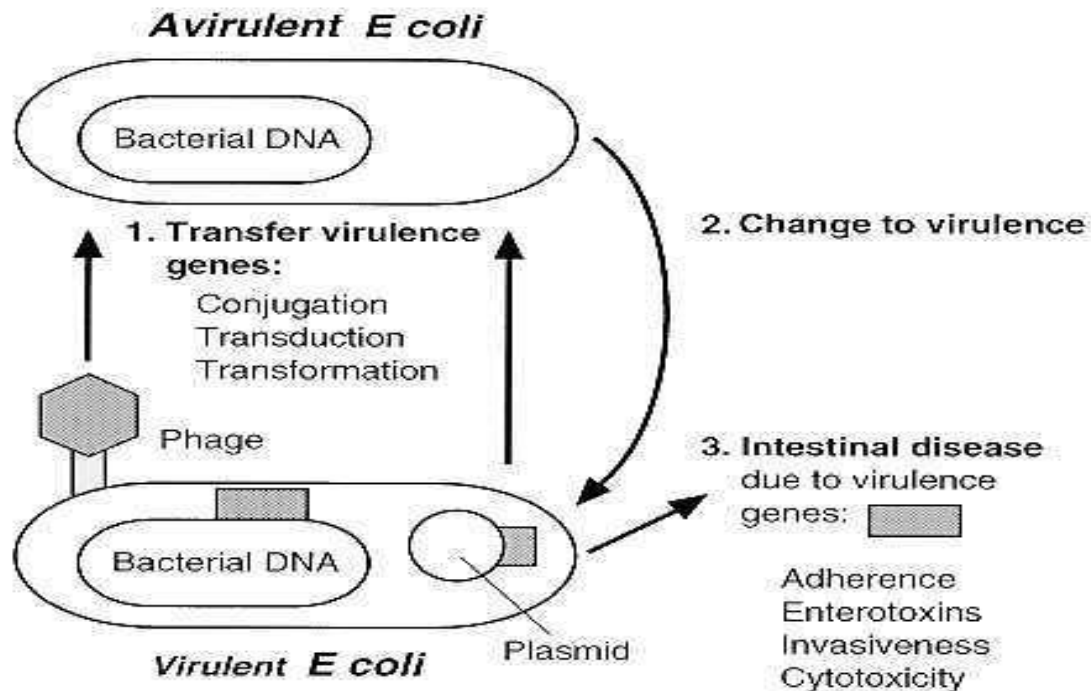 Avirulent E coli
Bacterial DNA
1. Transfer virulence
genes:
Conjugation
Transduction
Transformation
2. Change to virulence
Phage
3. Intestinal disease
due to virulence
genes:
Adherence
Enterotoxins
Invasiveness
Cytotoxicity
Bacterial DNA
Plasmid
Virulent E coli